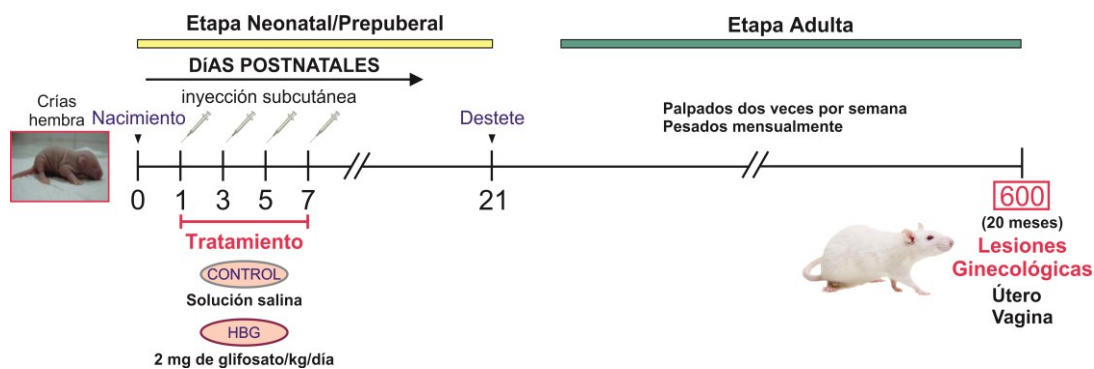 Etapa Neonatal/Prepuberal
Etapa Adulta
DíAS POSTNATALES
inyección subcutánea
Crías
hembra
Nacimiento
Destete
Palpados dos veces por semana
Pesados mensualmente
0
1
3
5
7
21
600
(20 meses)
Lesiones
Ginecológicas
Útero
Vagina
Tratamiento
CONTROL
Solución salina
HBG
2 mg de glifosato/kg/día